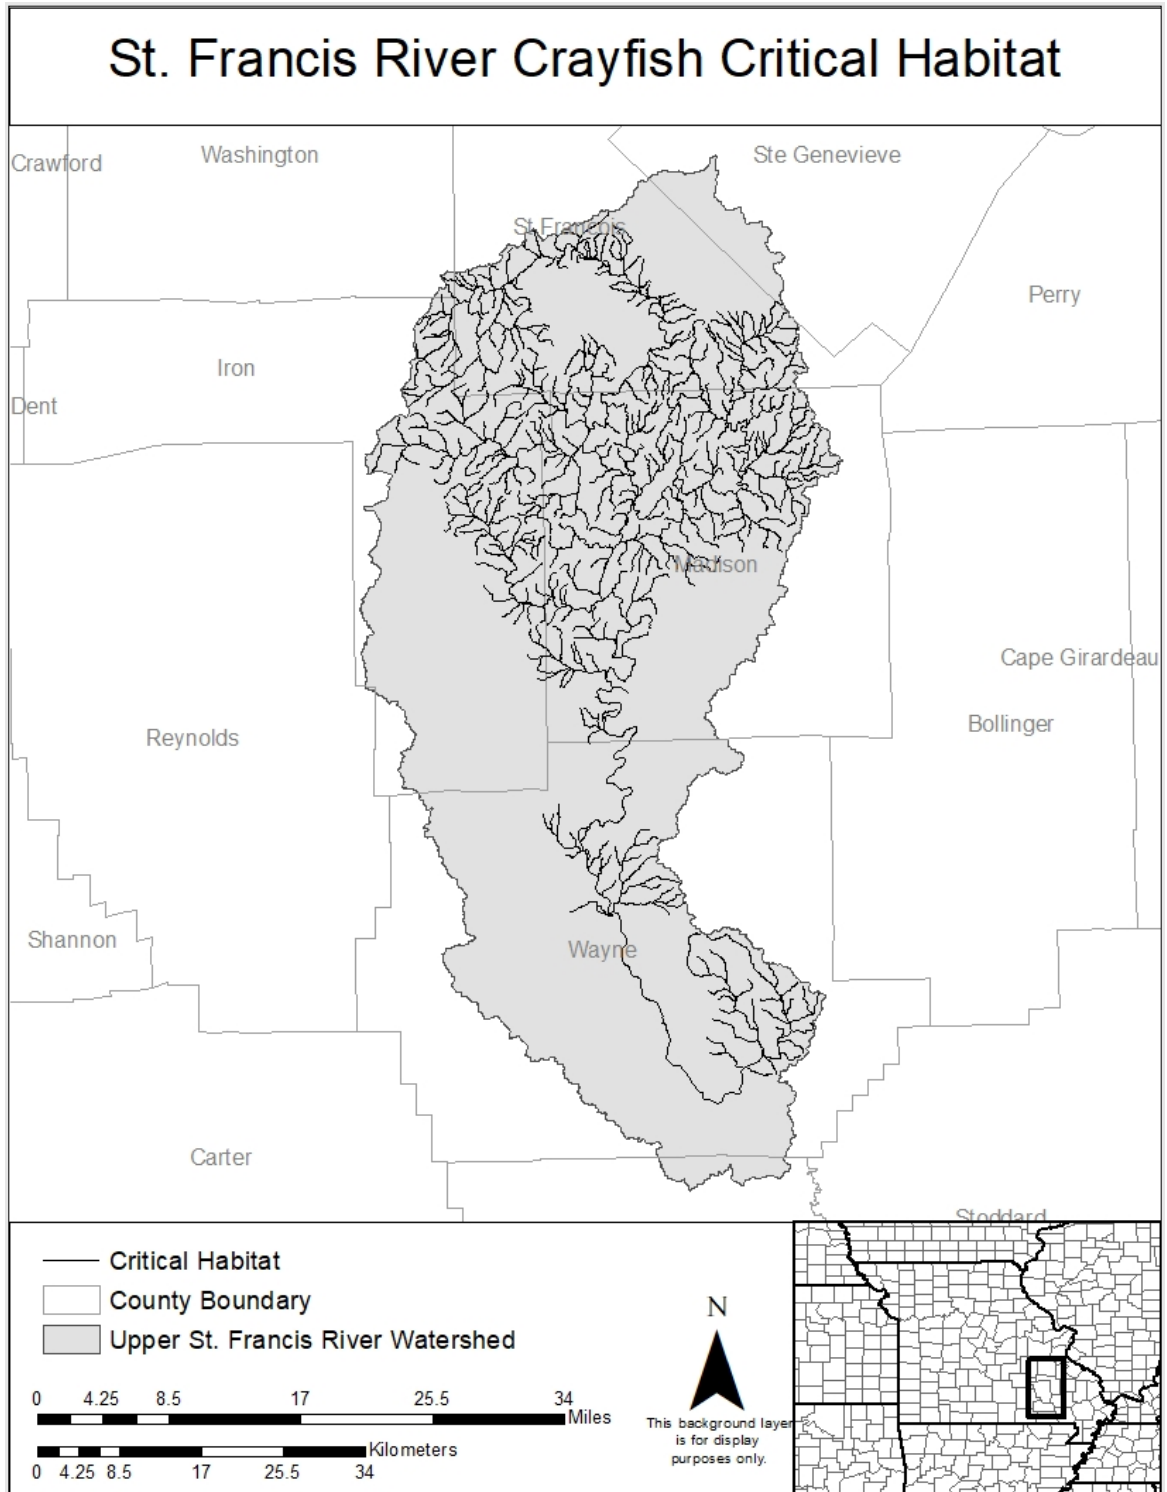 St. Francis River Crayfish Critical Habitat
Crawford
Washington
Ste Genevieve
St Francois
Perry
Iron
Dent
Madison
Cape Girardeau
Bollinger
Reynolds
Shannon
Wayne
Carter
Stoddard
Critical Habitat
County Boundary
Upper St. Francis River Watershed
0 4.25 8.5 17 25.5 34
Miles
Kilometers
0 4.25 8.5 17 25.5 34
N
This background layer
is for display
purposes only.